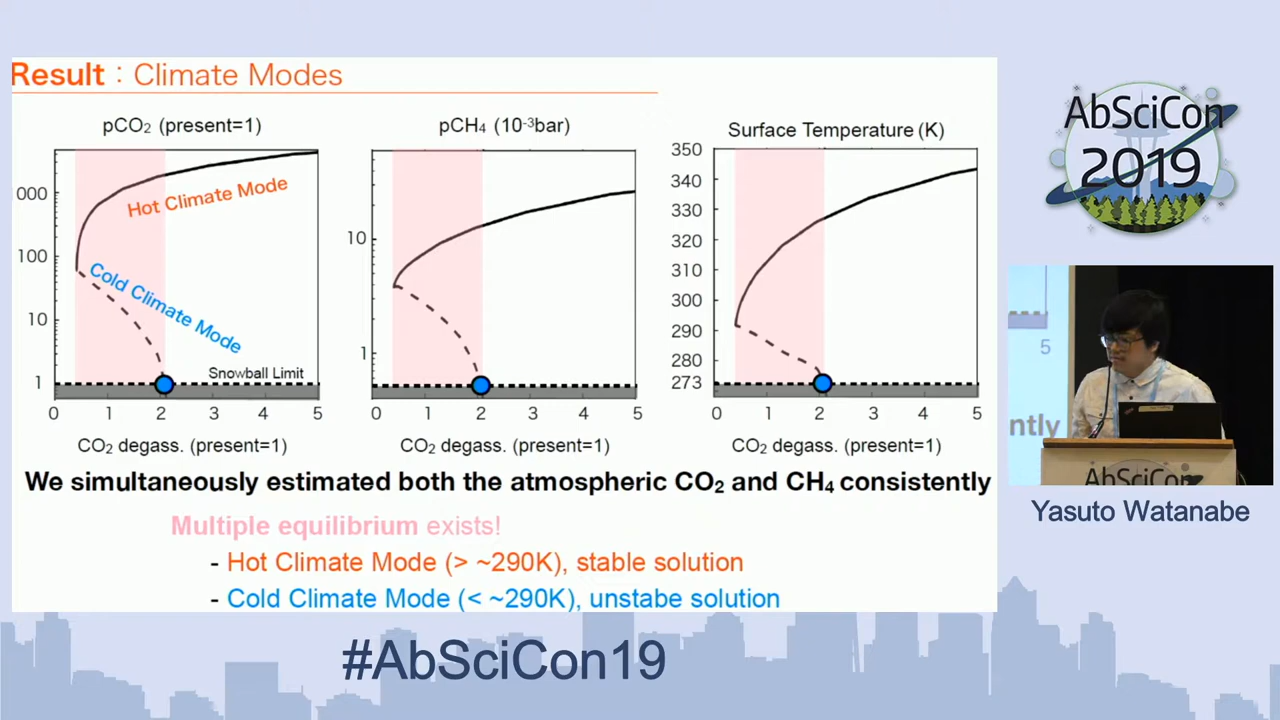 Result : Climate Modes
pCO₂ (present=1)
000
100
10
1
0 1 2 3 4 5
Hot Climate Mode
Cold Climate Mode
Snowball Limit
CO₂ degass. (present=1)
pCH₄ (10⁻³bar)
10
1
0 1 2 3 4 5
CO₂ degass. (present=1)
Surface Temperature (K)
350
340
330
320
310
300
290
280
273
0 1 2 3 4 5
CO₂ degass. (present=1)
We simultaneously estimated both the atmospheric CO₂ and CH₄ consistently
Multiple equilibrium exists!
- Hot Climate Mode (> ~290K), stable solution
- Cold Climate Mode (< ~290K), unstabe solution
AbSciCon
2019
5
ntly
AbSciCon
Yasuto Watanabe
#AbSciCon19